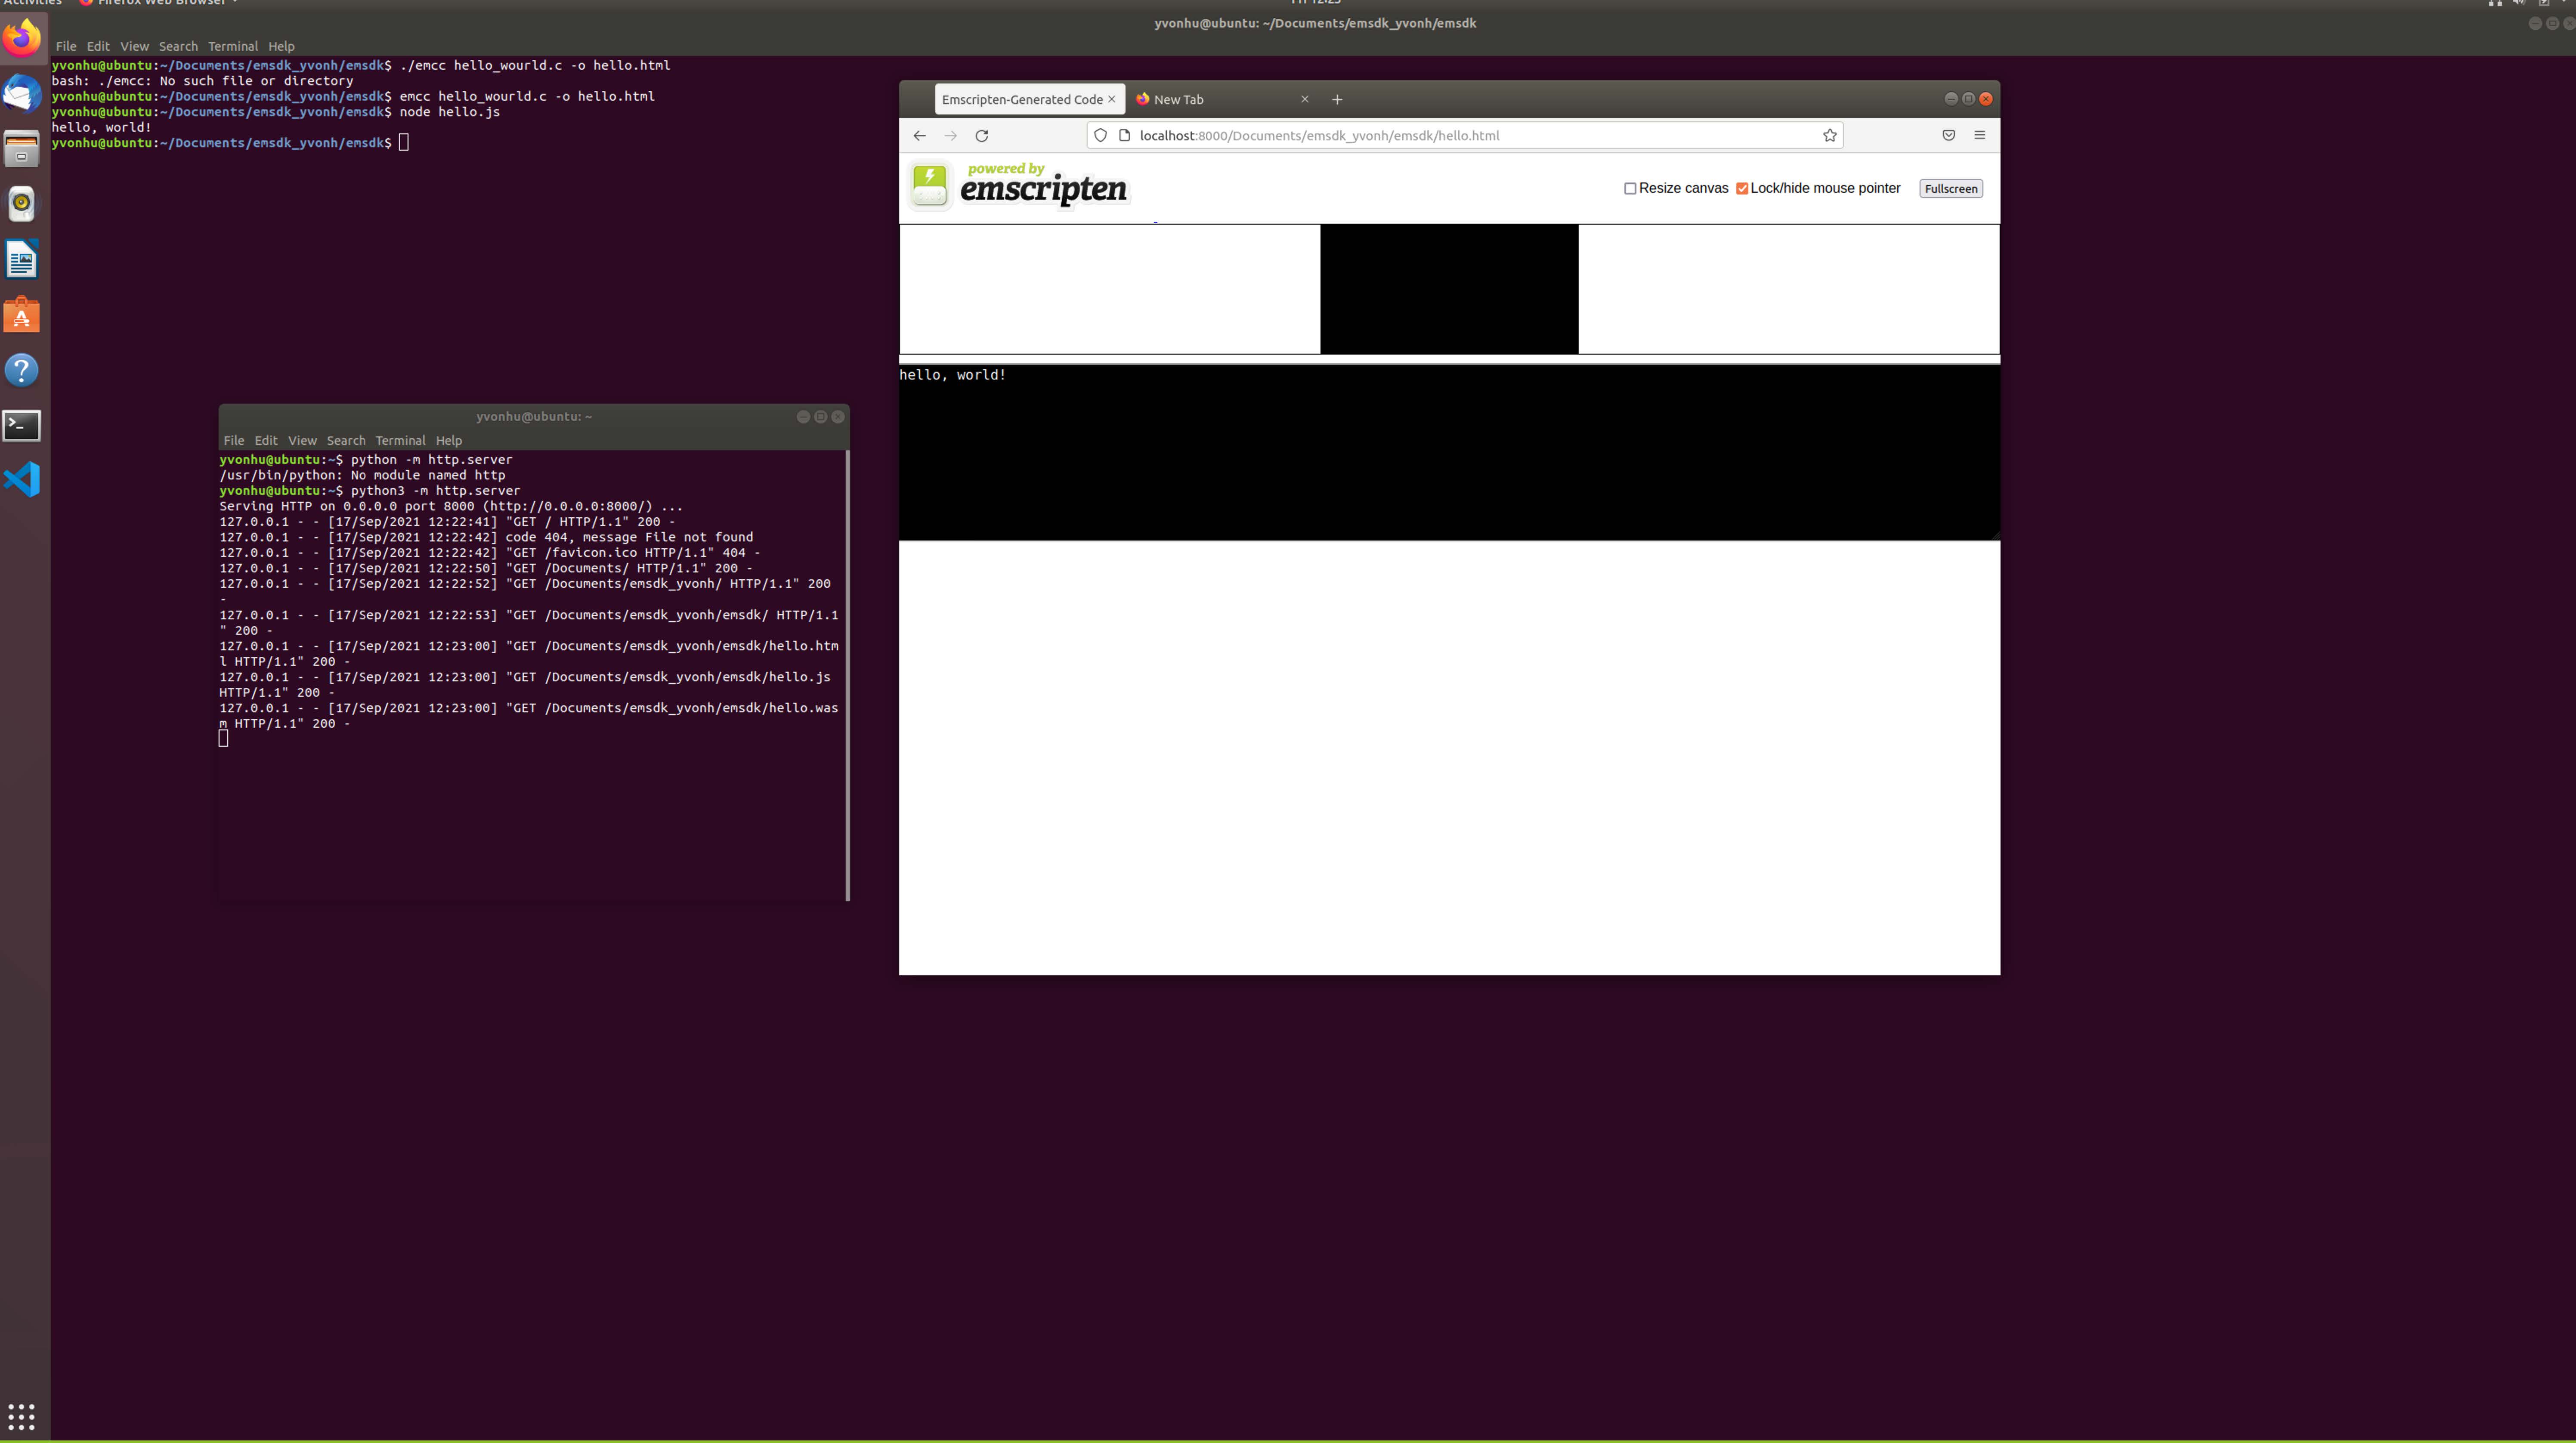 Activities Firefox Web Browser
Fri 12:23
yvonhu@ubuntu: ~/Documents/emsdk_yvonh/emsdk
File Edit View Search Terminal Help
yvonhu@ubuntu:~/Documents/emsdk_yvonh/emsdk$ ./emcc hello_wourld.c -o hello.html
bash: ./emcc: No such file or directory
yvonhu@ubuntu:~/Documents/emsdk_yvonh/emsdk$ emcc hello_wourld.c -o hello.html
yvonhu@ubuntu:~/Documents/emsdk_yvonh/emsdk$ node hello.js
hello, world!
yvonhu@ubuntu:~/Documents/emsdk_yvonh/emsdk$
yvonhu@ubuntu: ~
File Edit View Search Terminal Help
yvonhu@ubuntu:~$ python -m http.server
/usr/bin/python: No module named http
yvonhu@ubuntu:~$ python3 -m http.server
Serving HTTP on 0.0.0.0 port 8000 (http://0.0.0.0:8000/) ...
127.0.0.1 - - [17/Sep/2021 12:22:41] "GET / HTTP/1.1" 200 -
127.0.0.1 - - [17/Sep/2021 12:22:42] code 404, message File not found
127.0.0.1 - - [17/Sep/2021 12:22:42] "GET /favicon.ico HTTP/1.1" 404 -
127.0.0.1 - - [17/Sep/2021 12:22:50] "GET /Documents/ HTTP/1.1" 200 -
127.0.0.1 - - [17/Sep/2021 12:22:52] "GET /Documents/emsdk_yvonh/ HTTP/1.1" 200
-
127.0.0.1 - - [17/Sep/2021 12:22:53] "GET /Documents/emsdk_yvonh/emsdk/ HTTP/1.1
" 200 -
127.0.0.1 - - [17/Sep/2021 12:23:00] "GET /Documents/emsdk_yvonh/emsdk/hello.htm
l HTTP/1.1" 200 -
127.0.0.1 - - [17/Sep/2021 12:23:00] "GET /Documents/emsdk_yvonh/emsdk/hello.js
HTTP/1.1" 200 -
127.0.0.1 - - [17/Sep/2021 12:23:00] "GET /Documents/emsdk_yvonh/emsdk/hello.was
m HTTP/1.1" 200 -
Emscripten-Generated Code
New Tab
localhost:8000/Documents/emsdk_yvonh/emsdk/hello.html
powered by
emscripten
Resize canvas Lock/hide mouse pointer Fullscreen
hello, world!